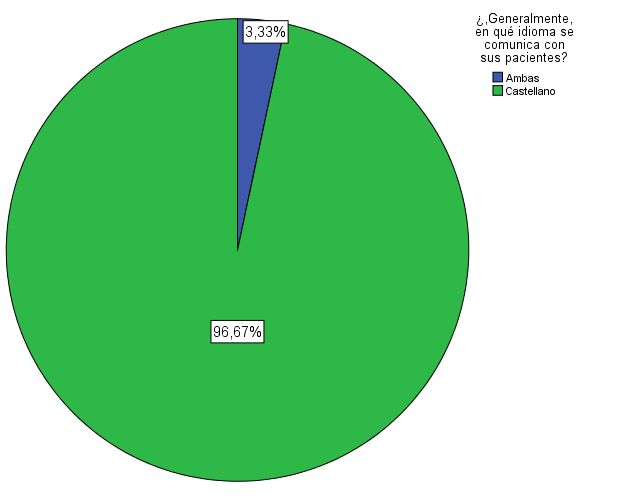 ¿,Generalmente,
en qué idioma se
comunica con
sus pacientes?
Ambas
Castellano
3,33%
96,67%